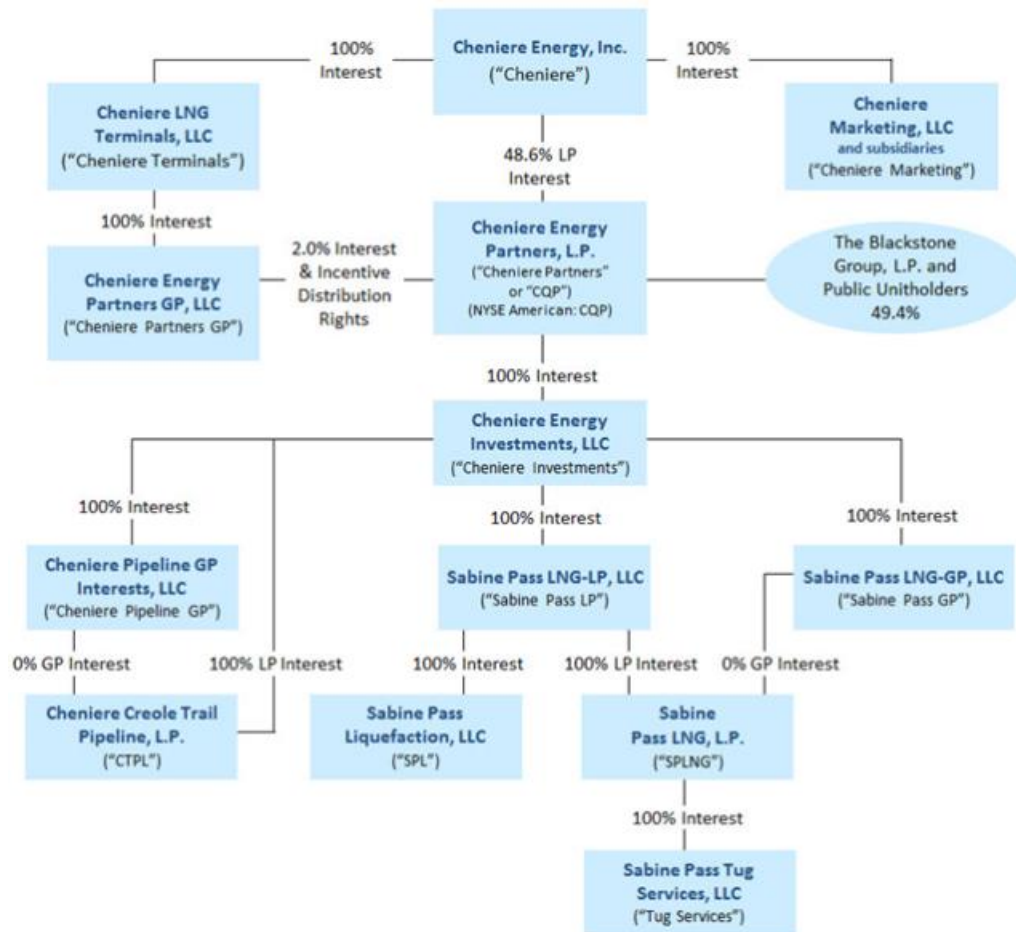 Cheniere Energy, Inc.
("Cheniere")
100%
Interest
100%
Interest
Cheniere LNG
Terminals, LLC
("Cheniere Terminals")
48.6% LP
Interest
Cheniere
Marketing, LLC
and subsidiaries
("Cheniere Marketing")
100% Interest
Cheniere Energy
Partners GP, LLC
("Cheniere Partners GP")
2.0% Interest
& Incentive
Distribution
Rights
Cheniere Energy
Partners, L.P.
("Cheniere Partners"
or "CQP")
(NYSE American: CQP)
The Blackstone
Group, L.P. and
Public Unitholders
49.4%
100% Interest
Cheniere Energy
Investments, LLC
("Cheniere Investments")
100% Interest
100% Interest
100% Interest
Cheniere Pipeline GP
Interests, LLC
("Cheniere Pipeline GP")
Sabine Pass LNG-LP, LLC
("Sabine Pass LP")
Sabine Pass LNG-GP, LLC
("Sabine Pass GP")
0% GP Interest
100% LP Interest
100% Interest
100% LP Interest
0% GP Interest
Cheniere Creole Trail
Pipeline, L.P.
("CTPL")
Sabine Pass
Liquefaction, LLC
("SPL")
Sabine
Pass LNG, L.P.
("SPLNG")
100% Interest
Sabine Pass Tug
Services, LLC
("Tug Services")